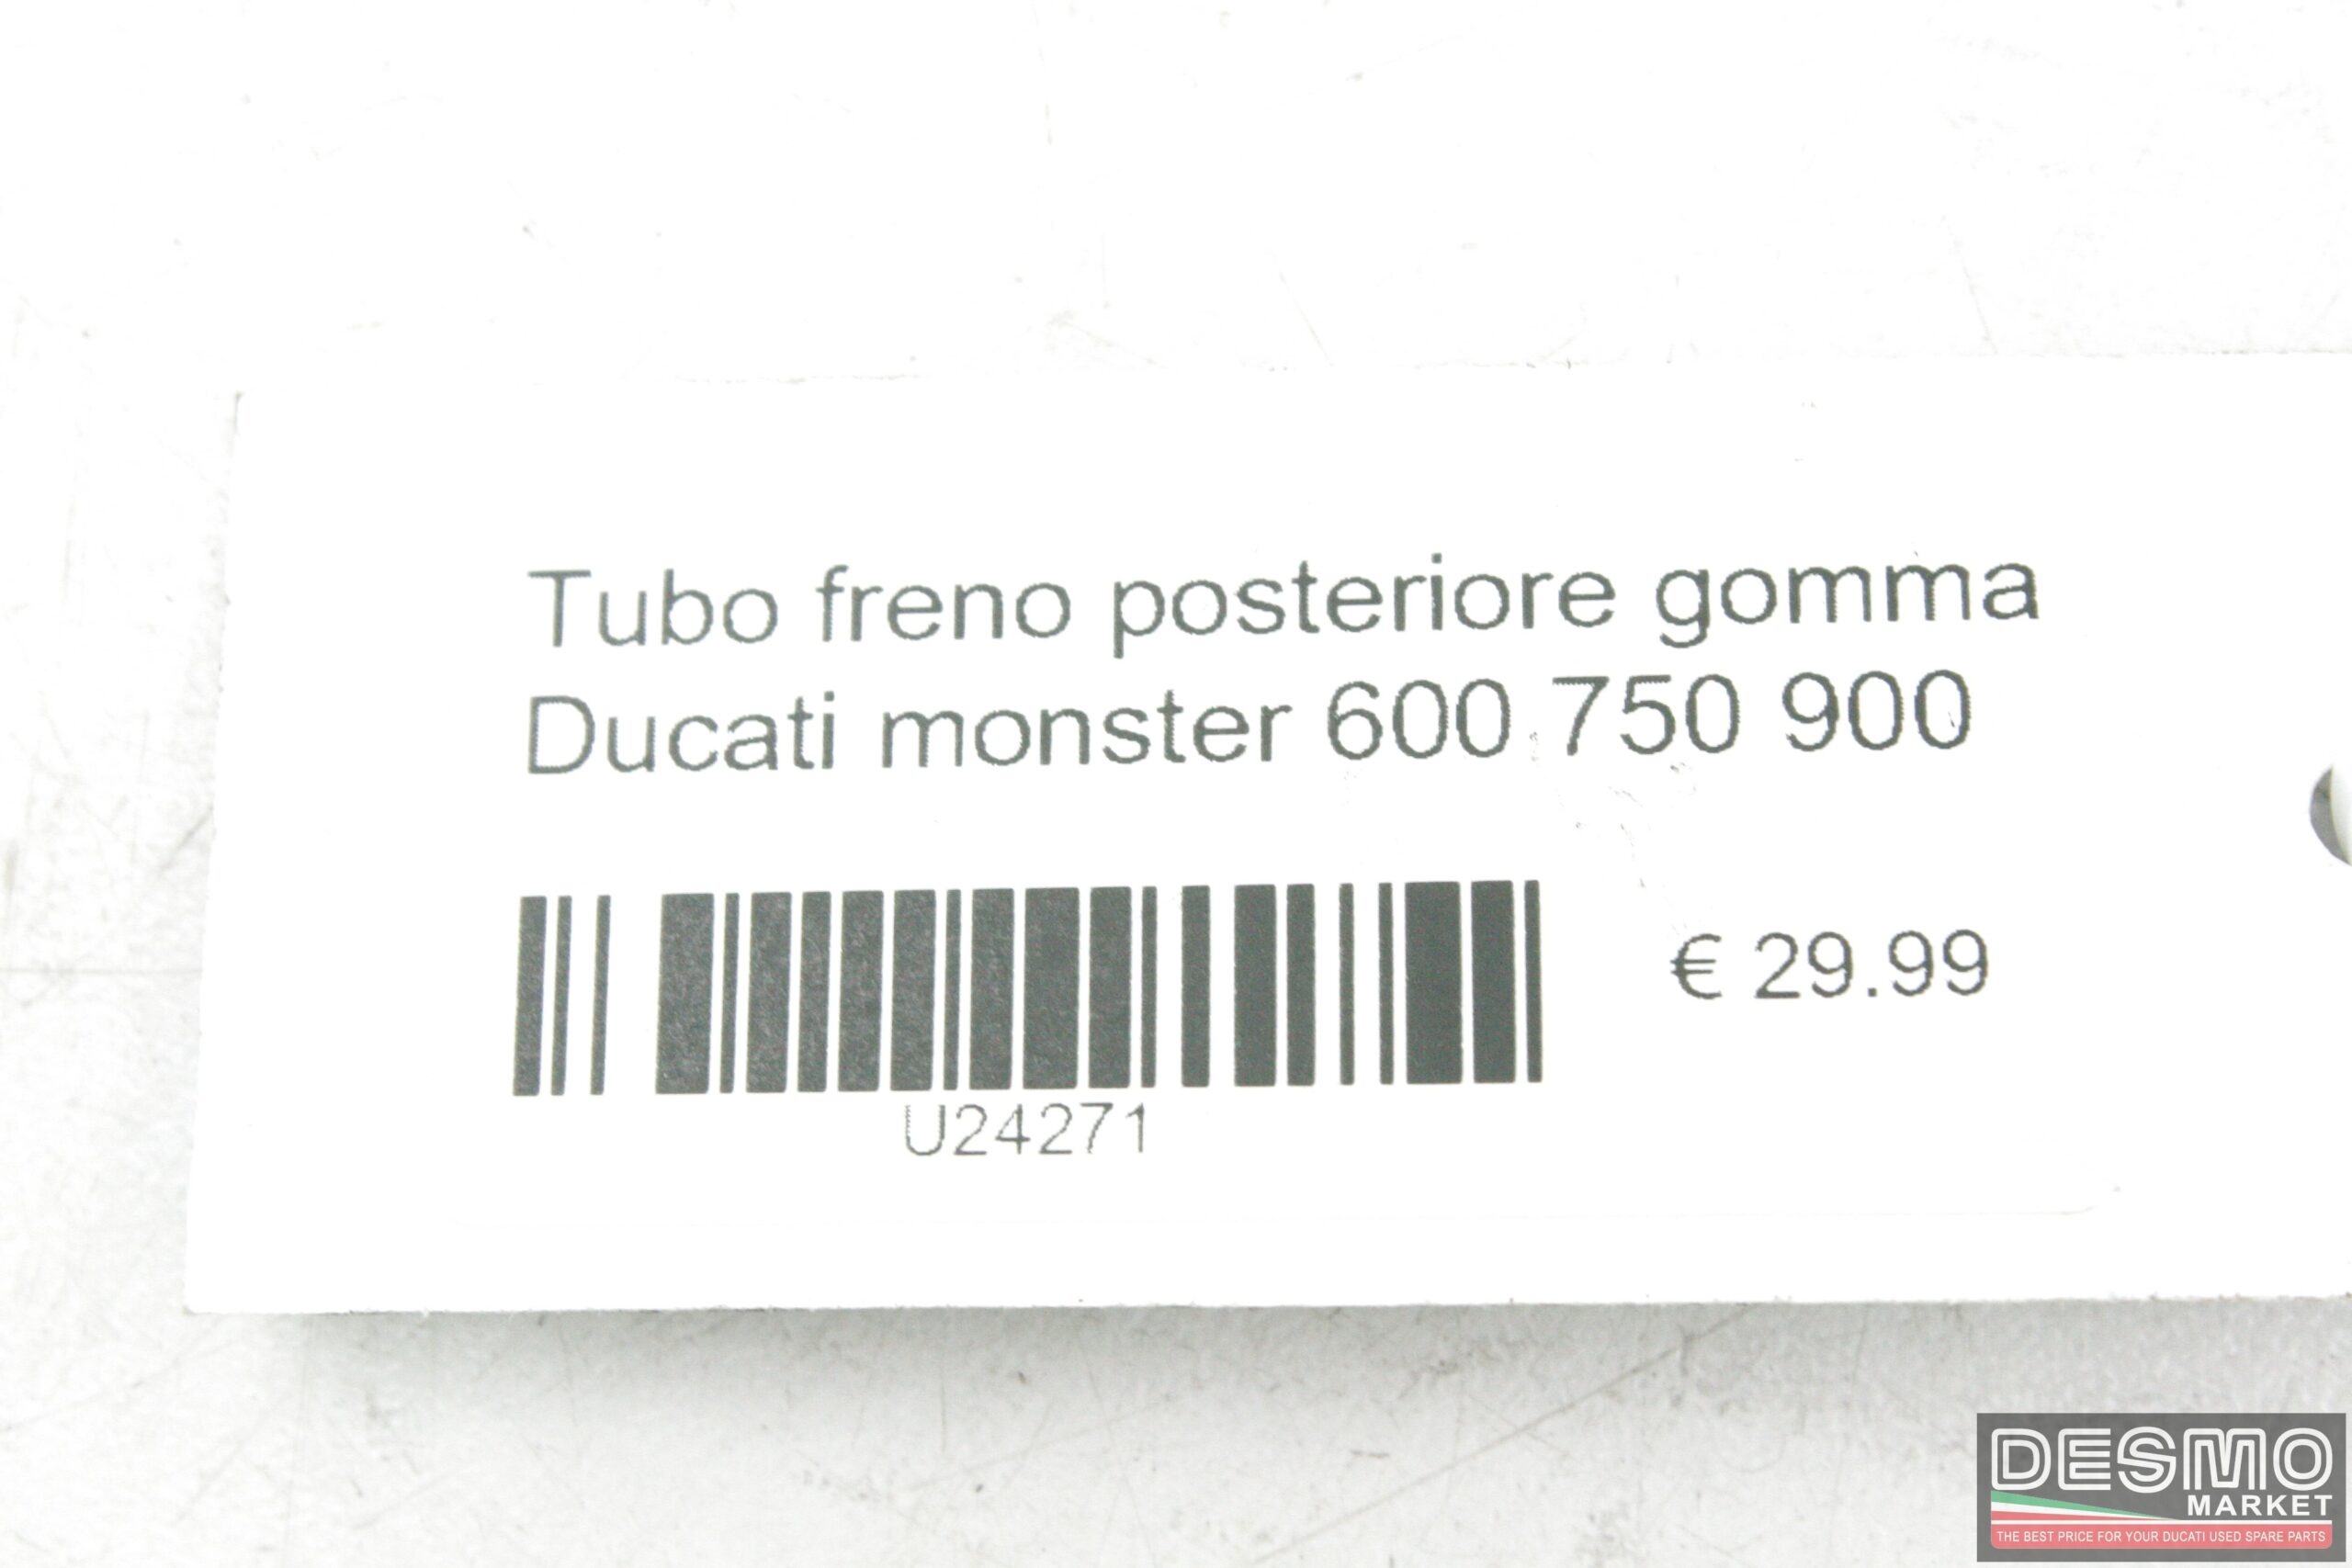 Tubo freno posteriore gomma
Ducati monster 600 750 900
€ 29.99
U24271
DESMO
MARKET
THE BEST PRICE FOR YOUR DUCATI USED SPARE PARTS